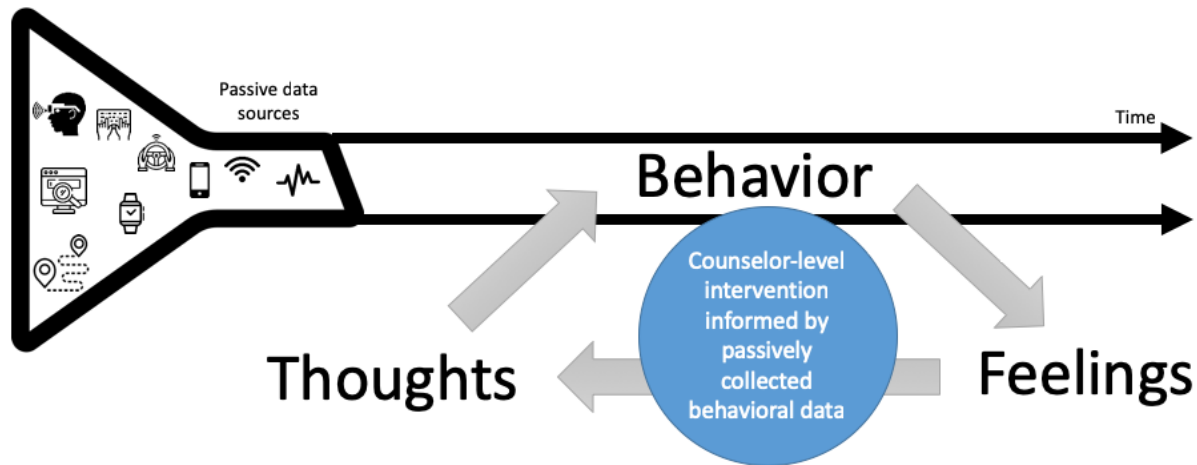 Passive data
sources
Time
Behavior
Counselor-level
intervention
informed by
passively
collected
behavioral data
Thoughts
Feelings